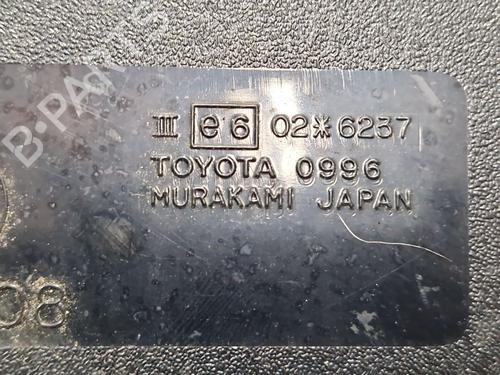 B-PARTS
III e6 02*6237
TOYOTA 0996
MURAKAMI JAPAN
08